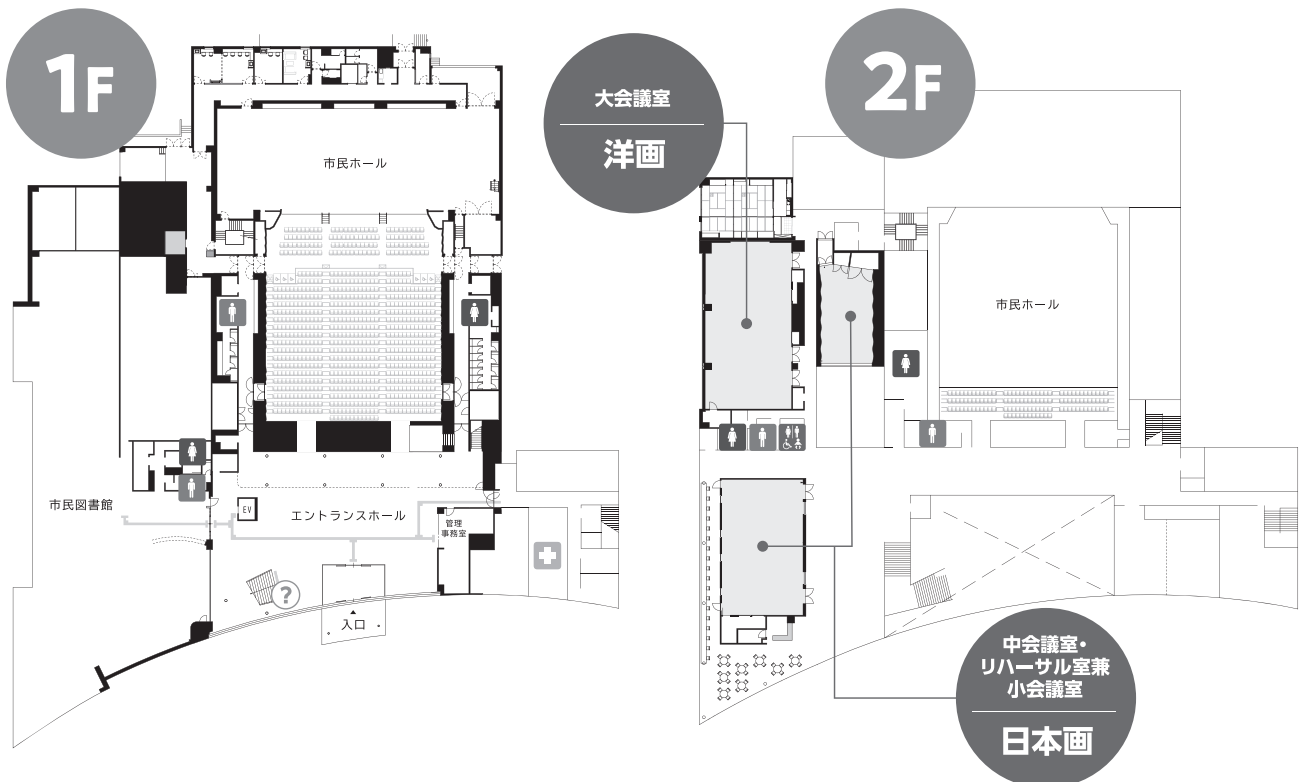 1F
市民ホール
市民図書館
EV
エントランスホール
管理
事務室
?
入口
大会議室
洋画
2F
市民ホール
中会議室・
リハーサル室兼
小会議室
日本画